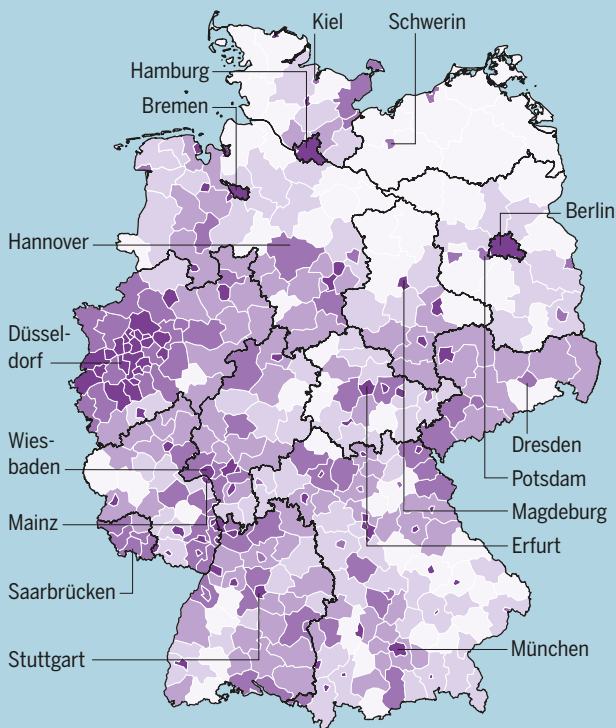 Kiel
Schwerin
Hamburg
Bremen
Berlin
Hannover
Düssel-
dorf
Wies-
baden
Dresden
Potsdam
Mainz
Magdeburg
Erfurt
Saarbrücken
Stuttgart
München